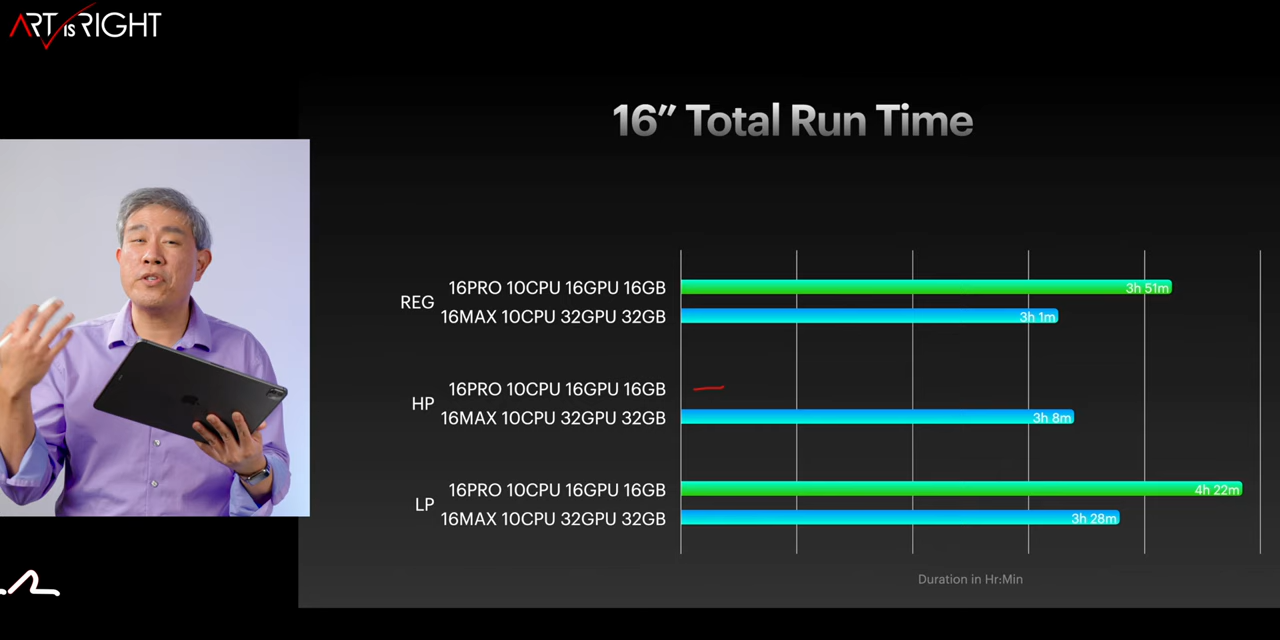 ART IS RIGHT
16” Total Run Time
REG
16PRO 10CPU 16GPU 16GB
3h 51m
16MAX 10CPU 32GPU 32GB
3h 1m
HP
16PRO 10CPU 16GPU 16GB
16MAX 10CPU 32GPU 32GB
3h 8m
LP
16PRO 10CPU 16GPU 16GB
4h 22m
16MAX 10CPU 32GPU 32GB
3h 28m
Duration in Hr:Min